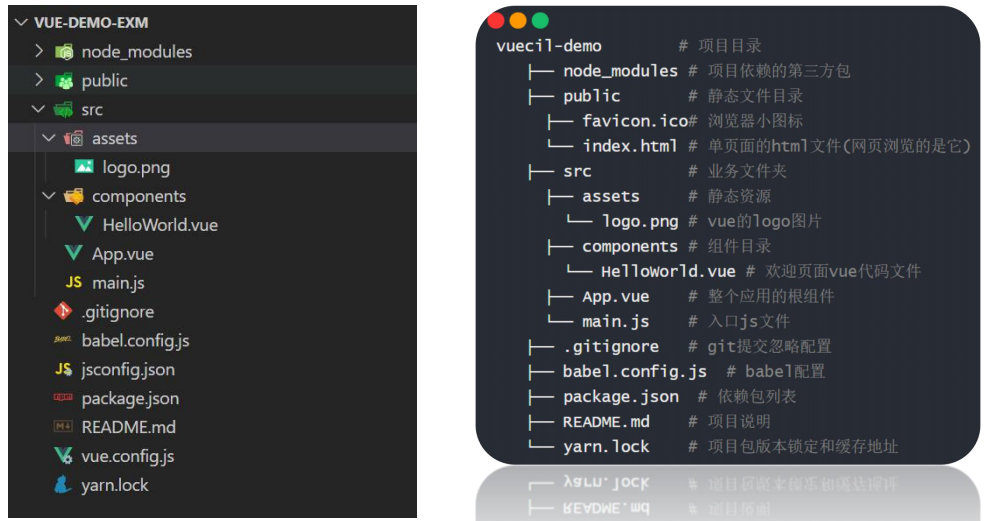 VUE-DEMO-EXM
node_modules
public
src
assets
logo.png
components
HelloWorld.vue
App.vue
JS main.js
.gitignore
babel.config.js
JS jsconfig.json
package.json
README.md
vue.config.js
yarn.lock
vuecil-demo # 项目目录
├── node_modules # 项目依赖的第三方包
├── public # 静态文件目录
├── favicon.ico# 浏览器小图标
└── index.html # 单页面的html文件(网页浏览的是它)
├── src # 业务文件夹
├── assets # 静态资源
└── logo.png # vue的logo图片
├── components # 组件目录
└── HelloWorld.vue # 欢迎页面vue代码文件
├── App.vue # 整个应用的根组件
└── main.js # 入口js文件
├── .gitignore # git提交忽略配置
├── babel.config.js # babel配置
├── package.json # 依赖包列表
├── README.md # 项目说明
└── yarn.lock # 项目包版本锁定和缓存地址